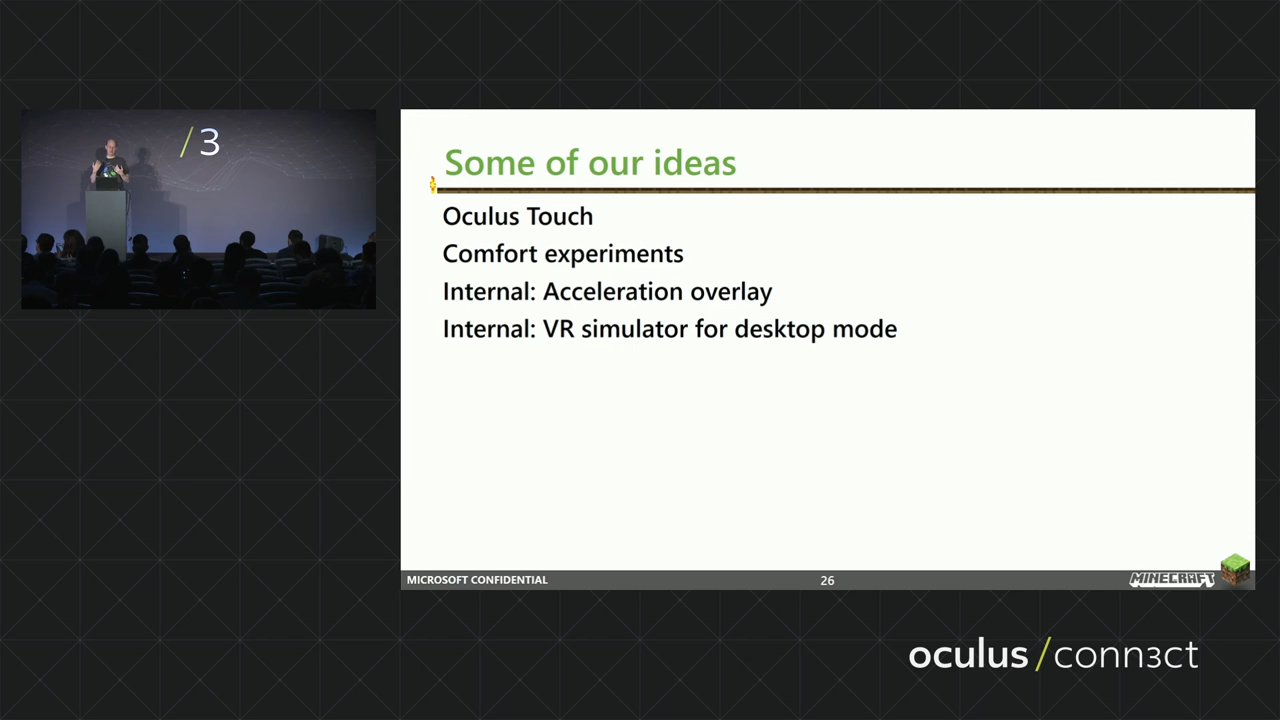 / 3
Some of our ideas
Oculus Touch
Comfort experiments
Internal: Acceleration overlay
Internal: VR simulator for desktop mode
MICROSOFT CONFIDENTIAL
26
MINECRAFT
oculus /conn3ct